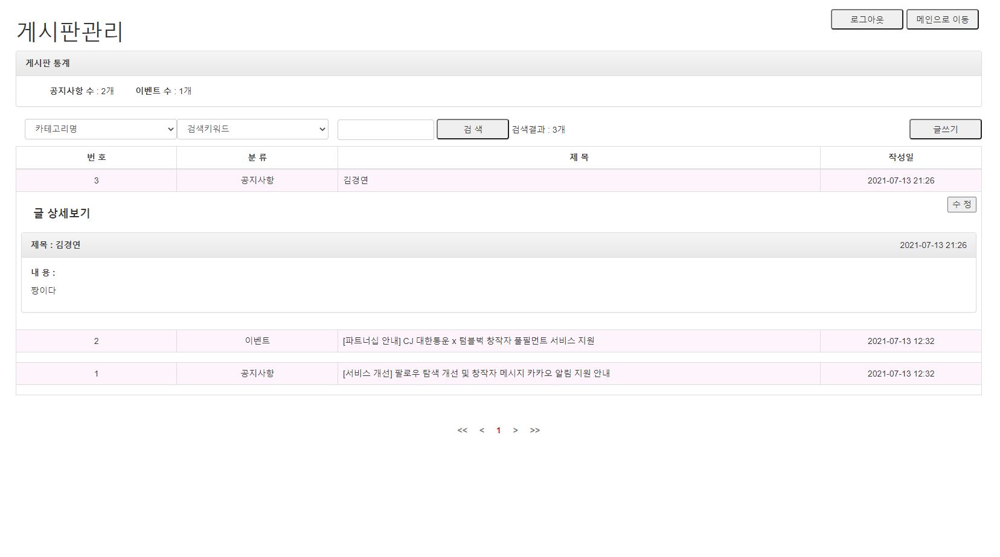 로그아웃 메인으로 이동
게시판관리
게시판 통계
공지사항 수 : 2개 이벤트 수 : 1개
카테고리명 검색키워드 검 색 검색결과 : 3개 글쓰기
번 호 분 류 제 목 작성일
3 공지사항 김경연 2021-07-13 21:26
수 정
글 상세보기
제목 : 김경연 2021-07-13 21:26
내 용 :
짱이다
2 이벤트 [파트너십 안내] CJ 대한통운 x 텀블벅 창작자 풀필먼트 서비스 지원 2021-07-13 12:32
1 공지사항 [서비스 개선] 팔로우 탐색 개선 및 창작자 메시지 카카오 알림 지원 안내 2021-07-13 12:32
<< < 1 > >>